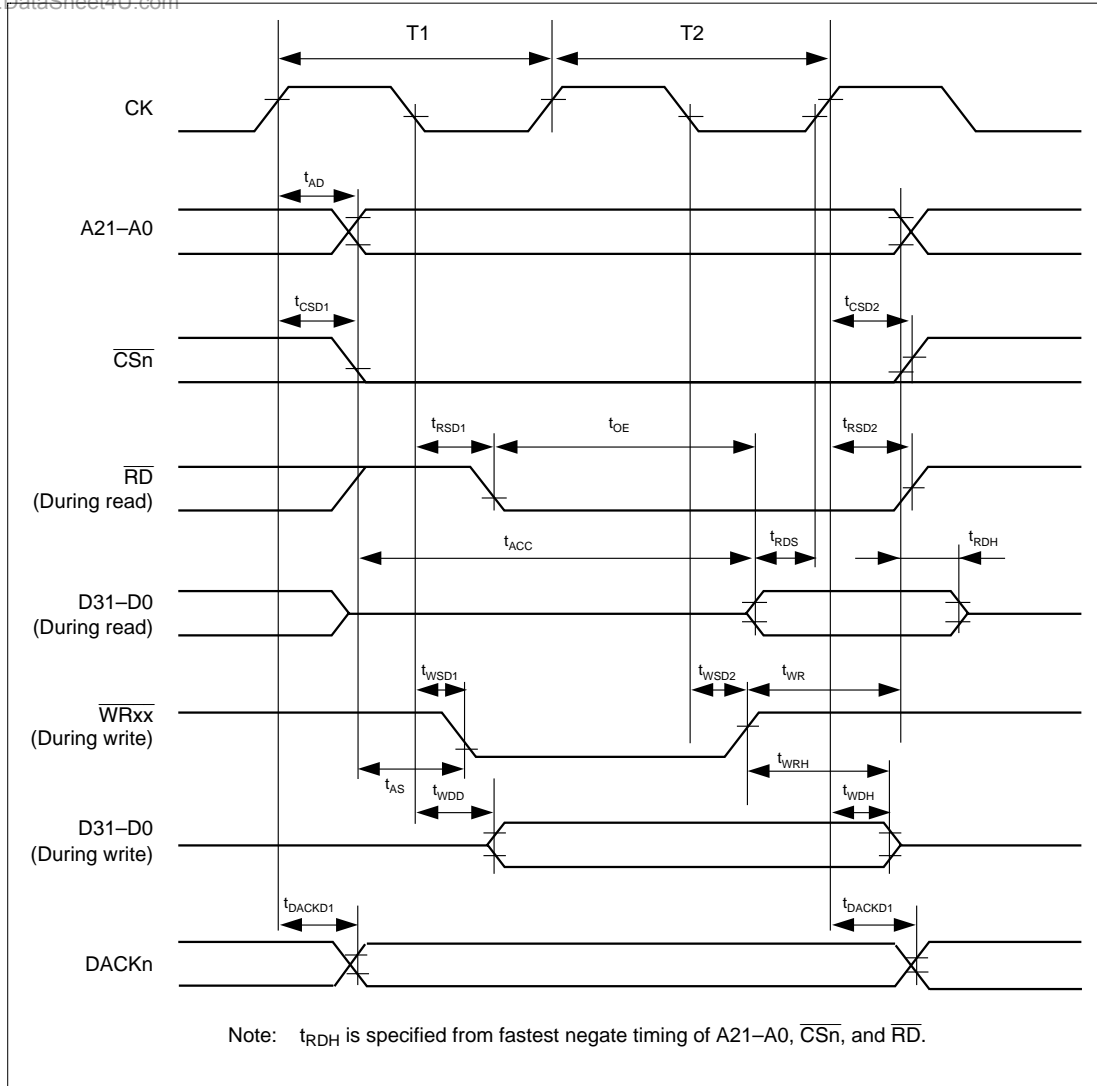 DataSheet4U.com
T1 T2
CK
tAD
A21–A0
tCSD1 tCSD2
CSn
tRSD1 tOE tRSD2
RD
(During read)
tACC tRDS tRDH
D31–D0
(During read)
tWSD1 tWSD2 tWR
WRxx
(During write)
tAS tWDD tWRH tWDH
D31–D0
(During write)
tDACKD1 tDACKD1
DACKn
Note: tRDH is specified from fastest negate timing of A21–A0, CSn, and RD.